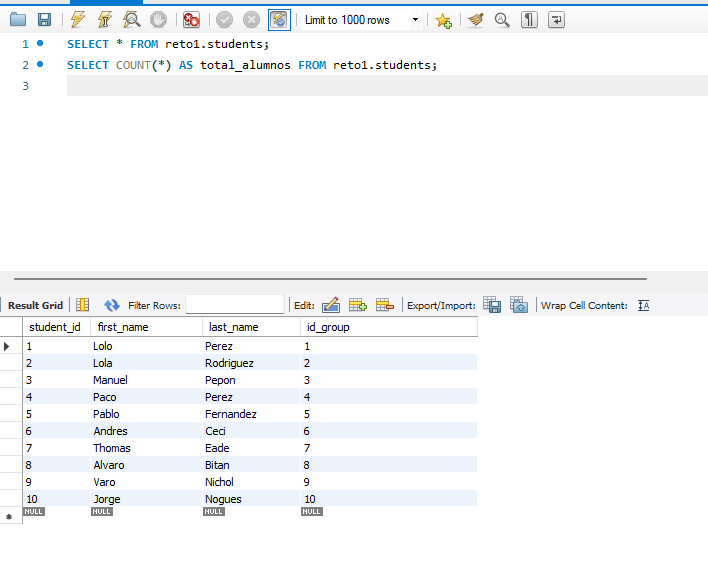 Limit to 1000 rows
1 SELECT * FROM reto1.students;
2 SELECT COUNT(*) AS total_alumnos FROM reto1.students;
3
Result Grid Filter Rows: Edit: Export/Import: Wrap Cell Content: IA
student_id first_name last_name id_group
1 Lolo Perez 1
2 Lola Rodriguez 2
3 Manuel Pepon 3
4 Paco Perez 4
5 Pablo Fernandez 5
6 Andres Ceci 6
7 Thomas Eade 7
8 Alvaro Bitan 8
9 Varo Nichol 9
10 Jorge Nogues 10
NULL NULL NULL NULL